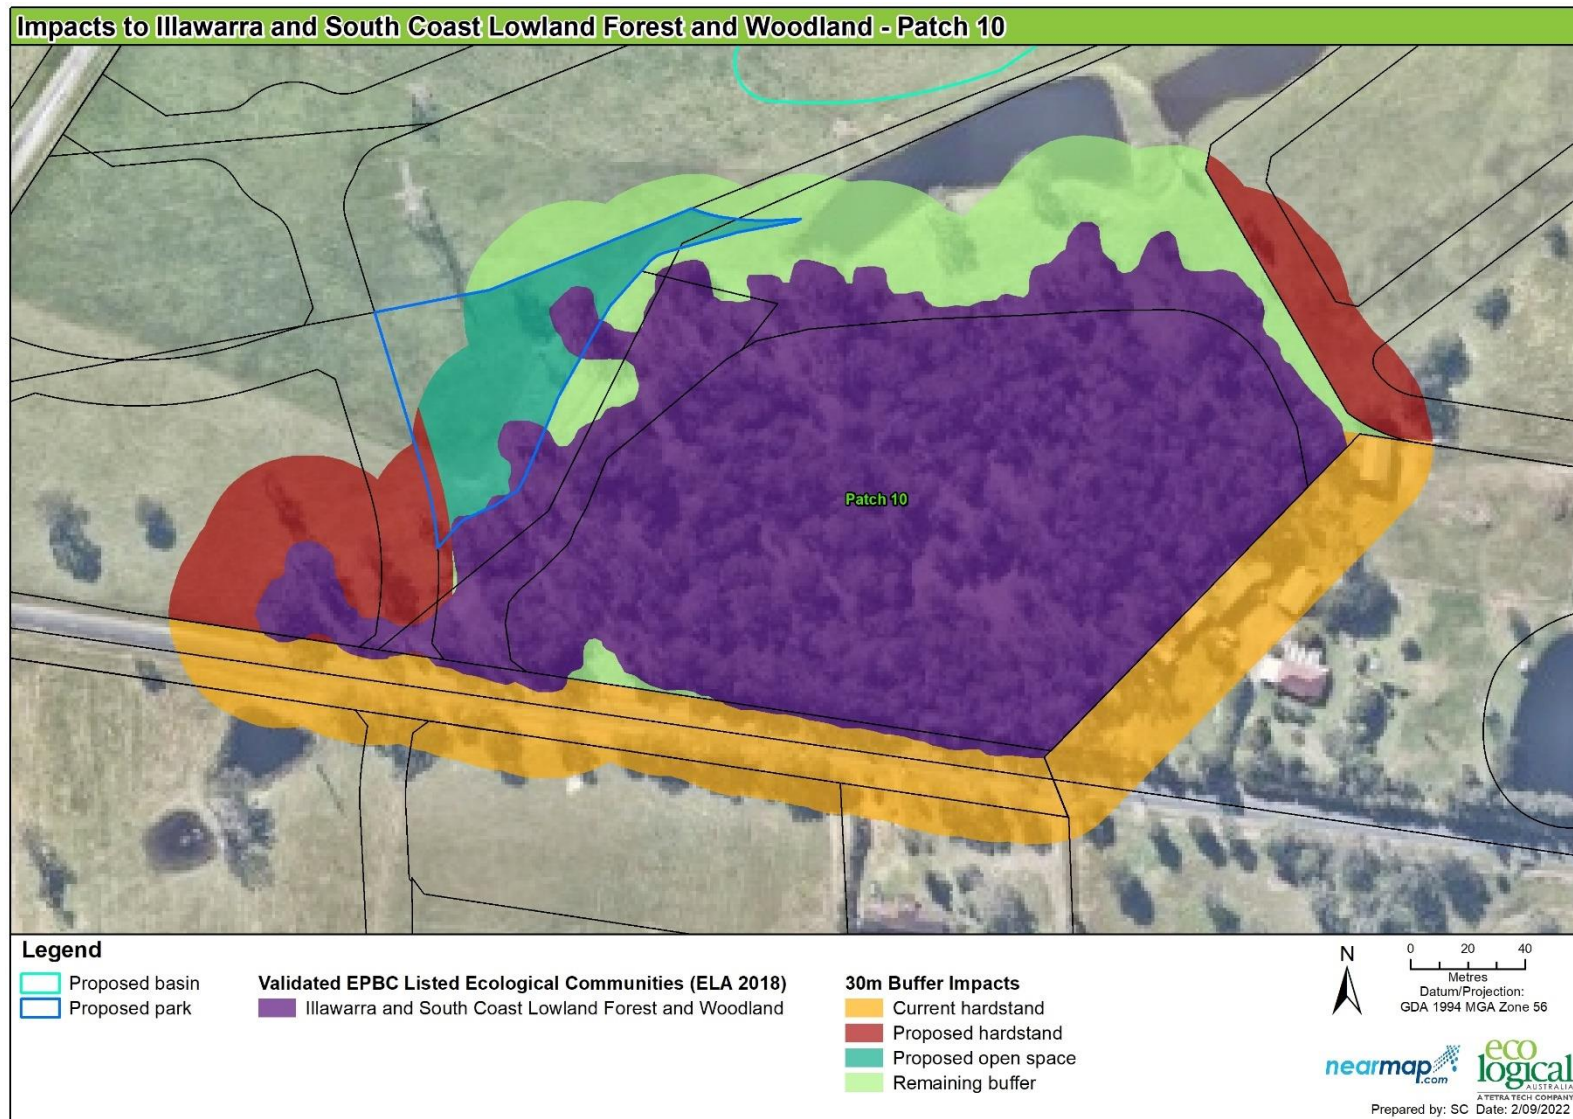 Impacts to Illawarra and South Coast Lowland Forest and Woodland - Patch 10
Patch 10
Legend
Proposed basin
Proposed park
Validated EPBC Listed Ecological Communities (ELA 2018)
Illawarra and South Coast Lowland Forest and Woodland
30m Buffer Impacts
Current hardstand
Proposed hardstand
Proposed open space
Remaining buffer
N
0 20 40
Metres
Datum/Projection:
GDA 1994 MGA Zone 56
nearmap
.com
eco
logical
AUSTRALIA
A TETRA TECH COMPANY
Prepared by: SC Date: 2/09/2022